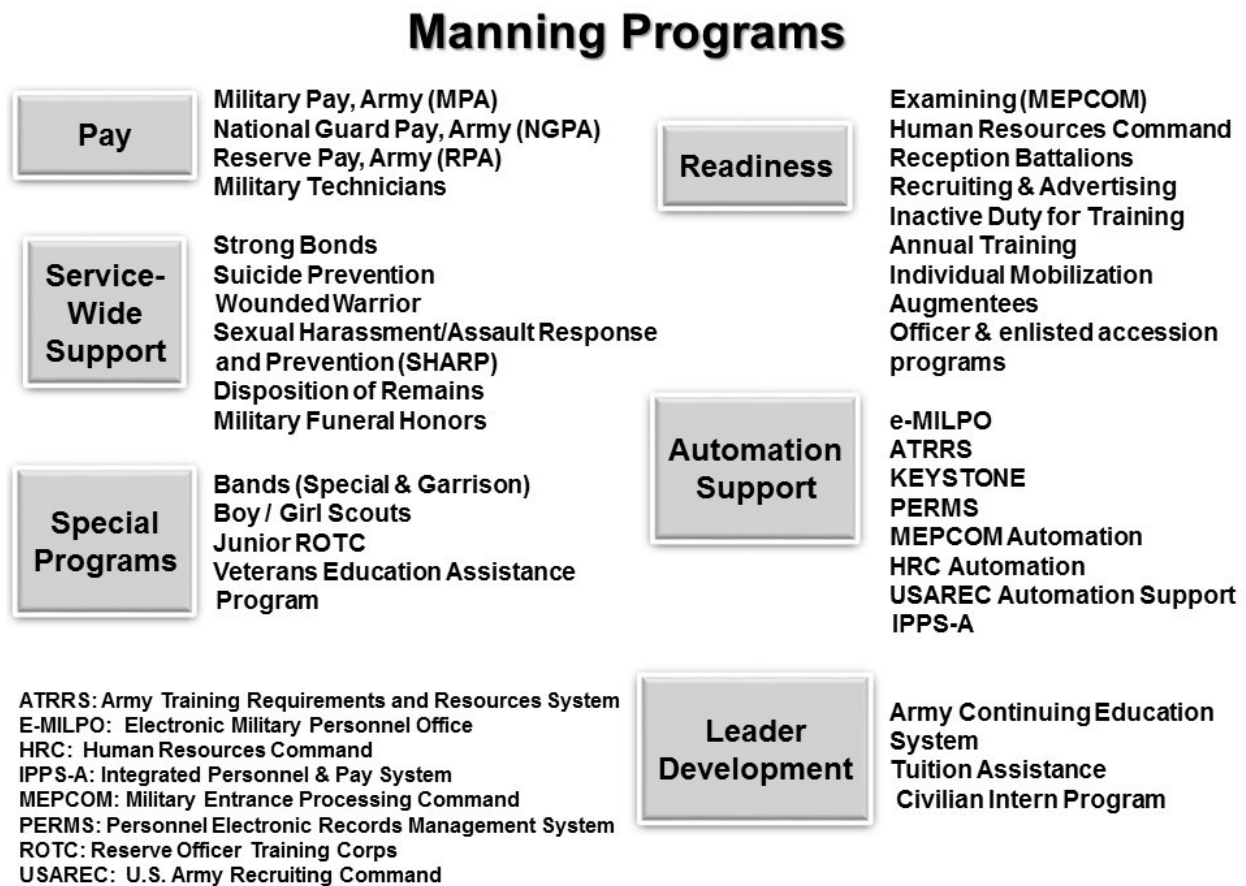 Manning Programs
Pay
Military Pay, Army (MPA)
National Guard Pay, Army (NGPA)
Reserve Pay, Army (RPA)
Military Technicians
Service-
Wide
Support
Strong Bonds
Suicide Prevention
Wounded Warrior
Sexual Harassment/Assault Response
and Prevention (SHARP)
Disposition of Remains
Military Funeral Honors
Special
Programs
Bands (Special & Garrison)
Boy / Girl Scouts
Junior ROTC
Veterans Education Assistance
Program
Readiness
Examining (MEPCOM)
Human Resources Command
Reception Battalions
Recruiting & Advertising
Inactive Duty for Training
Annual Training
Individual Mobilization
Augmentees
Officer & enlisted accession
programs
Automation
Support
e-MILPO
ATRRS
KEYSTONE
PERMS
MEPCOM Automation
HRC Automation
USAREC Automation Support
IPPS-A
Leader
Development
Army Continuing Education
System
Tuition Assistance
Civilian Intern Program
ATRRS: Army Training Requirements and Resources System
E-MILPO: Electronic Military Personnel Office
HRC: Human Resources Command
IPPS-A: Integrated Personnel & Pay System
MEPCOM: Military Entrance Processing Command
PERMS: Personnel Electronic Records Management System
ROTC: Reserve Officer Training Corps
USAREC: U.S. Army Recruiting Command